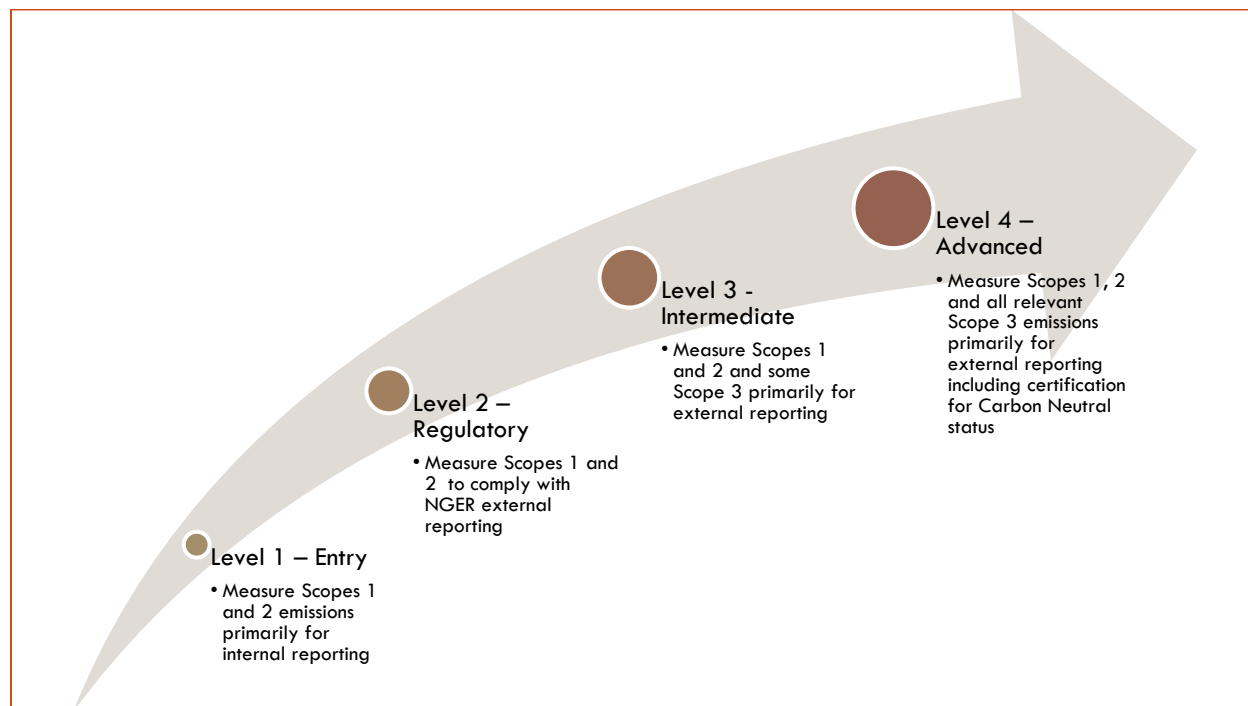 Level 1 – Entry
• Measure Scopes 1
and 2 emissions
primarily for
internal reporting
Level 2 –
Regulatory
• Measure Scopes 1 and
2  to comply with
NGER external
reporting
Level 3 -
Intermediate
• Measure Scopes 1
and 2 and some
Scope 3 primarily for
external reporting
Level 4 –
Advanced
• Measure Scopes 1, 2
and all relevant
Scope 3 emissions
primarily for
external reporting
including certification
for Carbon Neutral
status